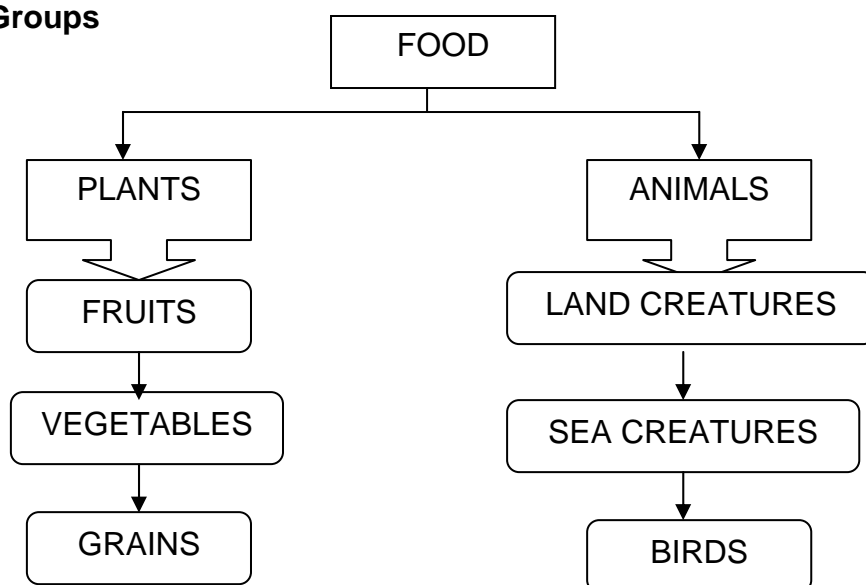 Groups
FOOD
PLANTS
ANIMALS
FRUITS
LAND CREATURES
VEGETABLES
SEA CREATURES
GRAINS
BIRDS